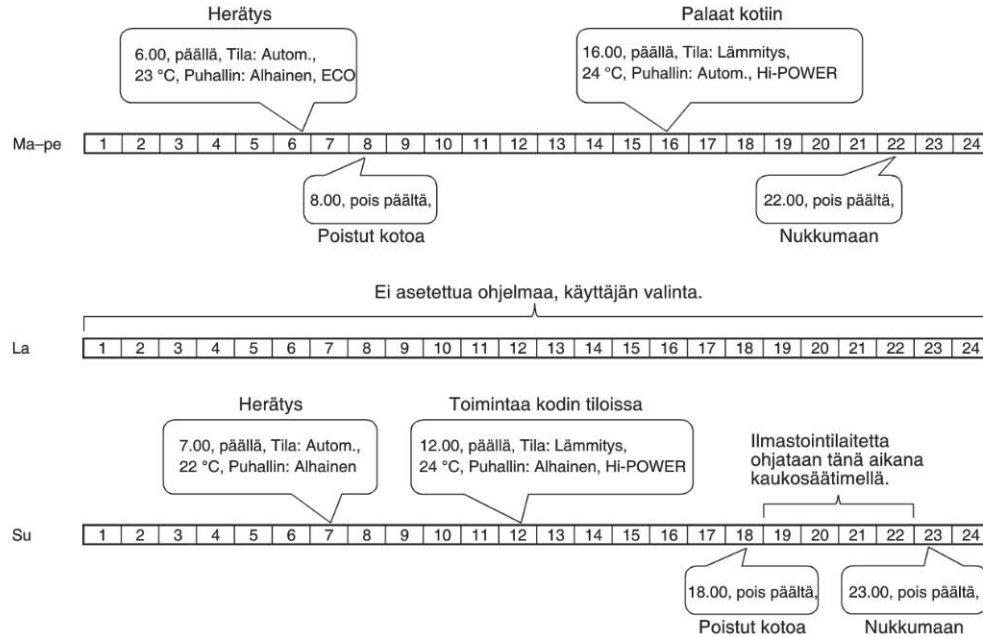 Herätys
6.00, päällä, Tila: Autom.,
23 °C, Puhallin: Alhainen, ECO
Palaat kotiin
16.00, päällä, Tila: Lämmitys,
24 °C, Puhallin: Autom., Hi-POWER
Ma–pe
1 2 3 4 5 6 7 8 9 10 11 12 13 14 15 16 17 18 19 20 21 22 23 24
8.00, pois päältä,
Poistut kotoa
22.00, pois päältä,
Nukkumaan
Ei asetettua ohjelmaa, käyttäjän valinta.
La
1 2 3 4 5 6 7 8 9 10 11 12 13 14 15 16 17 18 19 20 21 22 23 24
Herätys
7.00, päällä, Tila: Autom.,
22 °C, Puhallin: Alhainen
Toimintaa kodin tiloissa
12.00, päällä, Tila: Lämmitys,
24 °C, Puhallin: Alhainen, Hi-POWER
Ilmastointilaitetta
ohjataan tänä aikana
kaukosäätimellä.
Su
1 2 3 4 5 6 7 8 9 10 11 12 13 14 15 16 17 18 19 20 21 22 23 24
18.00, pois päältä,
Poistut kotoa
23.00, pois päältä,
Nukkumaan